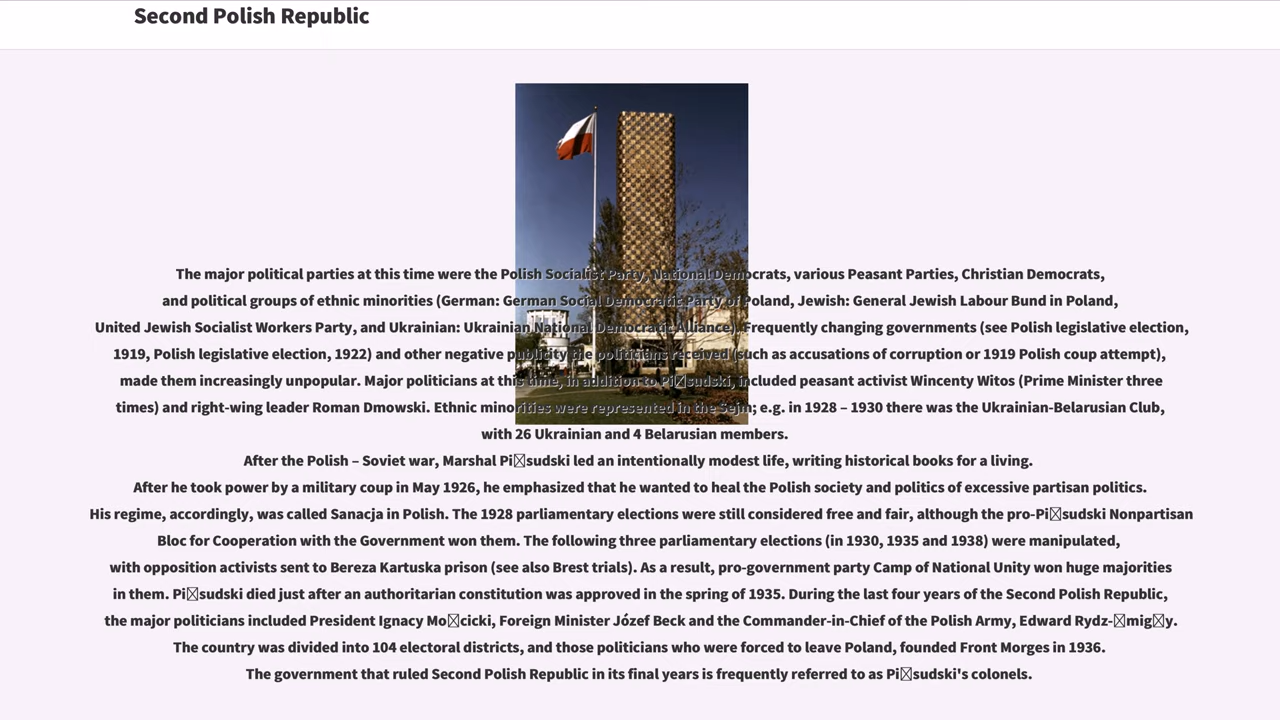 Second Polish Republic
The major political parties at this time were the Polish Socialist Party, National Democrats, various Peasant Parties, Christian Democrats,
and political groups of ethnic minorities (German: German Social Democratic Party of Poland, Jewish: General Jewish Labour Bund in Poland,
United Jewish Socialist Workers Party, and Ukrainian: Ukrainian National Democratic Alliance). Frequently changing governments (see Polish legislative election,
1919, Polish legislative election, 1922) and other negative publicity the politicians received (such as accusations of corruption or 1919 Polish coup attempt),
made them increasingly unpopular. Major politicians at this time, in addition to Pi□sudski, included peasant activist Wincenty Witos (Prime Minister three
times) and right-wing leader Roman Dmowski. Ethnic minorities were represented in the Sejm; e.g. in 1928 – 1930 there was the Ukrainian-Belarusian Club,
with 26 Ukrainian and 4 Belarusian members.
After the Polish – Soviet war, Marshal Pi□sudski led an intentionally modest life, writing historical books for a living.
After he took power by a military coup in May 1926, he emphasized that he wanted to heal the Polish society and politics of excessive partisan politics.
His regime, accordingly, was called Sanacja in Polish. The 1928 parliamentary elections were still considered free and fair, although the pro-Pi□sudski Nonpartisan
Bloc for Cooperation with the Government won them. The following three parliamentary elections (in 1930, 1935 and 1938) were manipulated,
with opposition activists sent to Bereza Kartuska prison (see also Brest trials). As a result, pro-government party Camp of National Unity won huge majorities
in them. Pi□sudski died just after an authoritarian constitution was approved in the spring of 1935. During the last four years of the Second Polish Republic,
the major politicians included President Ignacy Mo□cicki, Foreign Minister Józef Beck and the Commander-in-Chief of the Polish Army, Edward Rydz-□mig□y.
The country was divided into 104 electoral districts, and those politicians who were forced to leave Poland, founded Front Morges in 1936.
The government that ruled Second Polish Republic in its final years is frequently referred to as Pi□sudski's colonels.